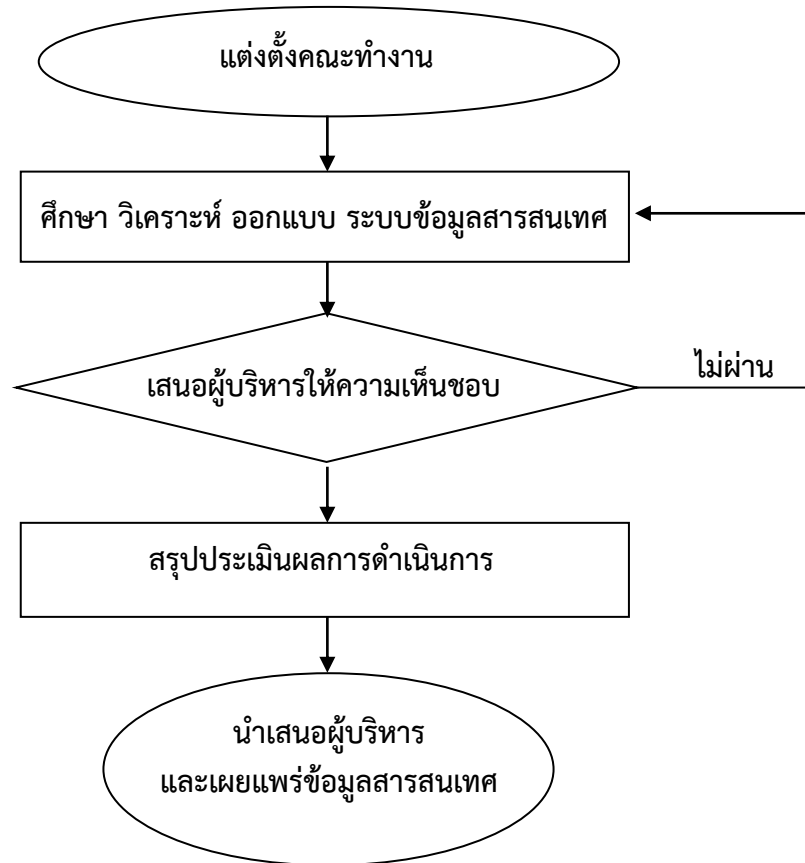 แต่งตั้งคณะทำงาน
ศึกษา วิเคราะห์ ออกแบบ ระบบข้อมูลสารสนเทศ
เสนอผู้บริหารให้ความเห็นชอบ
ไม่ผ่าน
สรุปประเมินผลการดำเนินการ
นำเสนอผู้บริหาร
และเผยแพร่ข้อมูลสารสนเทศ